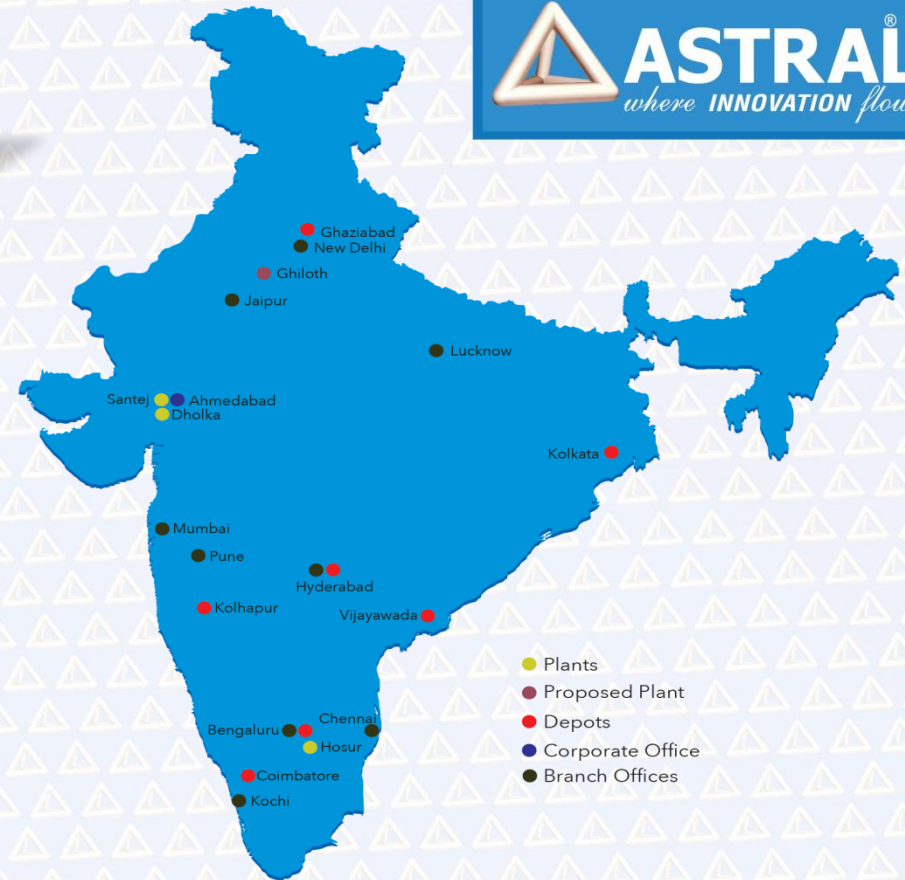 ASTRAL®
where INNOVATION flow
Ghaziabad
New Delhi
Ghiloth
Jaipur
Lucknow
Santej
Ahmedabad
Dholka
Kolkata
Mumbai
Pune
Hyderabad
Kolhapur
Vijayawada
Plants
Proposed Plant
Depots
Corporate Office
Branch Offices
Bengaluru
Chennai
Hosur
Coimbatore
Kochi